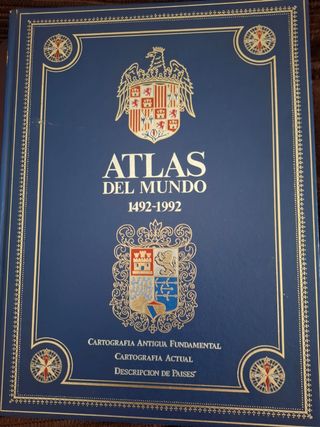 ATLAS
DEL MUNDO
1492-1992
CARTOGRAFIA ANTIGUA FUNDAMENTAL
CARTOGRAFIA ACTUAL
DESCRIPCION DE PAISES